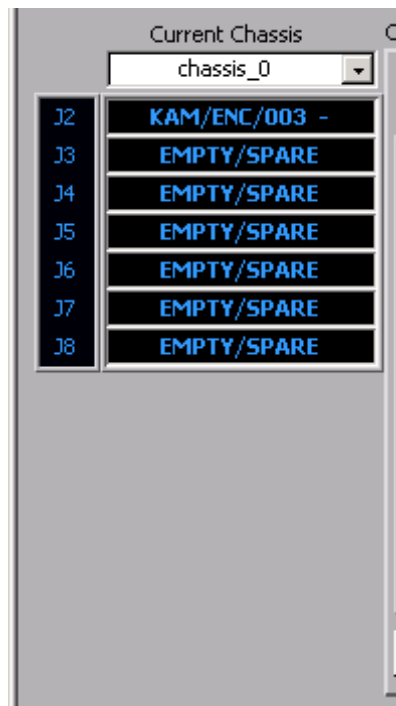 Current Chassis
chassis_0
J2 KAM/ENC/003 -
J3 EMPTY/SPARE
J4 EMPTY/SPARE
J5 EMPTY/SPARE
J6 EMPTY/SPARE
J7 EMPTY/SPARE
J8 EMPTY/SPARE